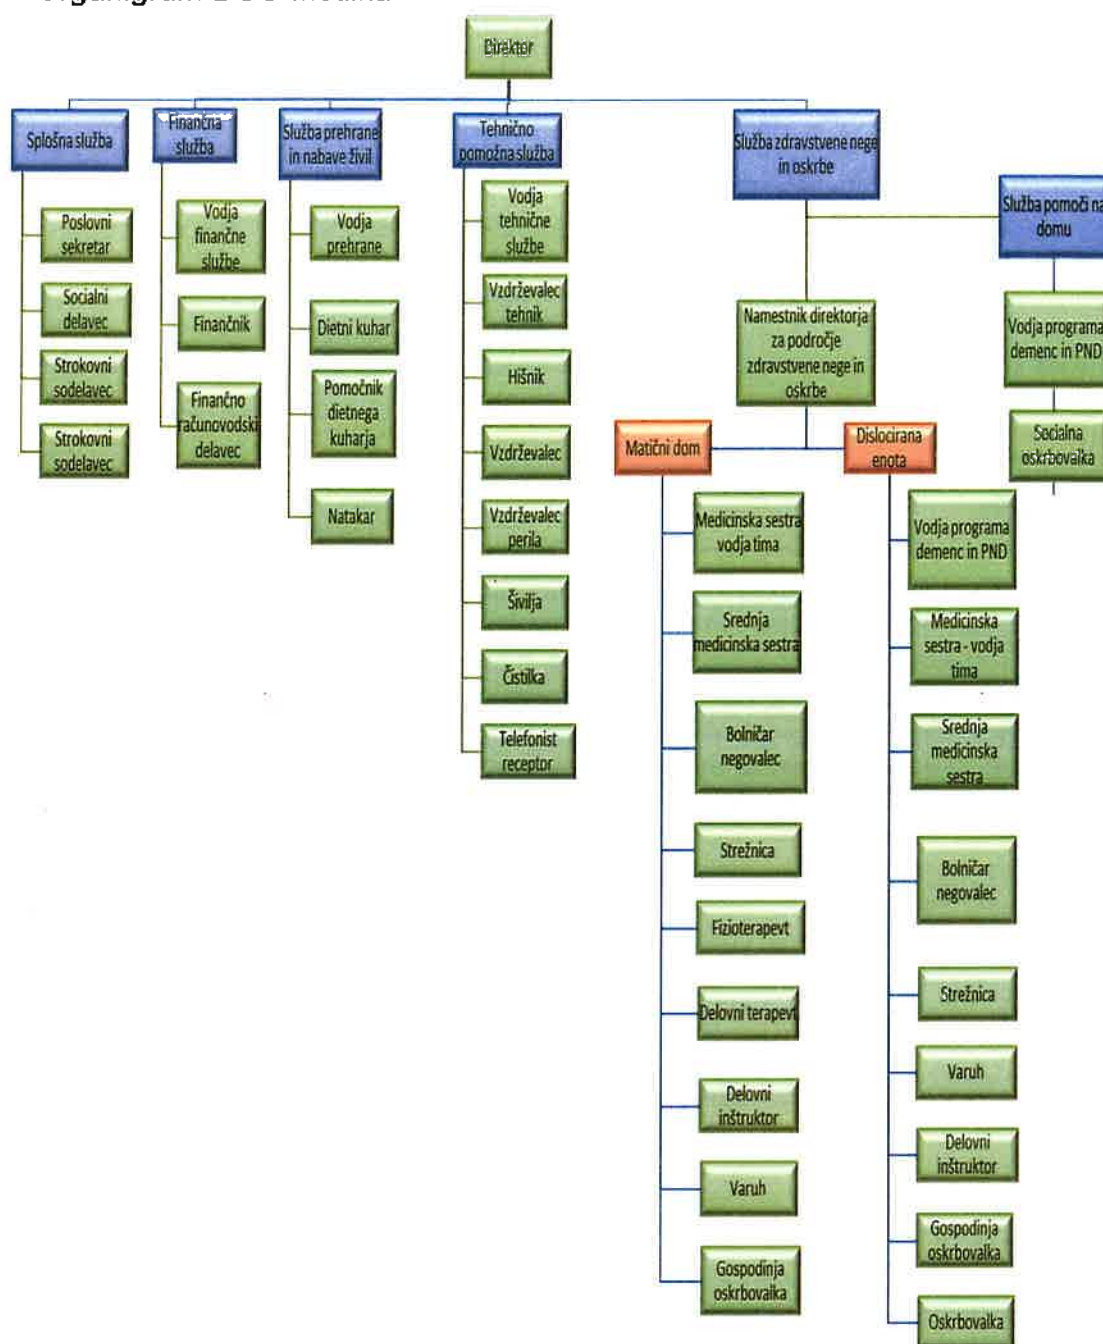 Direktor
Splošna služba
Finančna
služba
Služba prehrane
in nabave živil
Tehnično
pomožna služba
Služba zdravstvene nege
in oskrbe
Služba pomoči na
domu
Poslovni
sekretar
Socialni
delavec
Strokovni
sodelavec
Strokovni
sodelavec
Vodja
finančne
službe
Finančnik
Finančno
računovodski
delavec
Vodja
prehrane
Dietni kuhar
Pomočnik
dietnega
kuharja
Natakar
Vodja
tehnične
službe
Vzdrževalec
tehnik
Hišnik
Vzdrževalec
Vzdrževalec
perila
Šivilja
Čistilka
Telefonist
receptor
Namestnik direktorja
za področje
zdravstvene nege in
oskrbe
Matični dom
Medicinska sestra
vodja tima
Srednja
medicinska sestra
Bolničar
negovalec
Strežnica
Fizioterapevt
Delovni terapevt
Delovni
inštruktor
Varuh
Gospodinja
oskrbovalka
Dislocirana
enota
Vodja programa
demenc in PND
Medicinska
sestra - vodja
tima
Srednja
medicinska
sestra
Bolničar
negovalec
Strežnica
Varuh
Delovni
inštruktor
Gospodinja
oskrbovalka
Oskrbovalka
Vodja programa
demenc in PND
Socialna
oskrbovalka